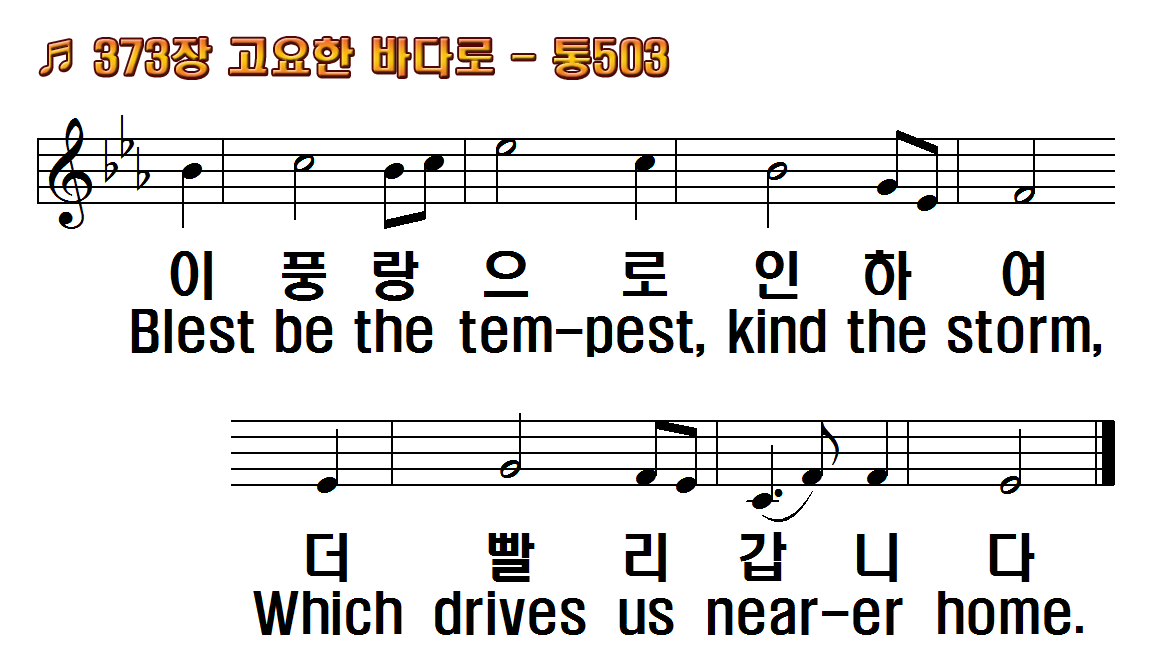 ♬ 373장 고요한 바다로 - 통503
이 풍 랑 으 로 인 하 여
Blest be the tem-pest, kind the storm,
더 빨 리 갑 니 다
Which drives us near-er home.